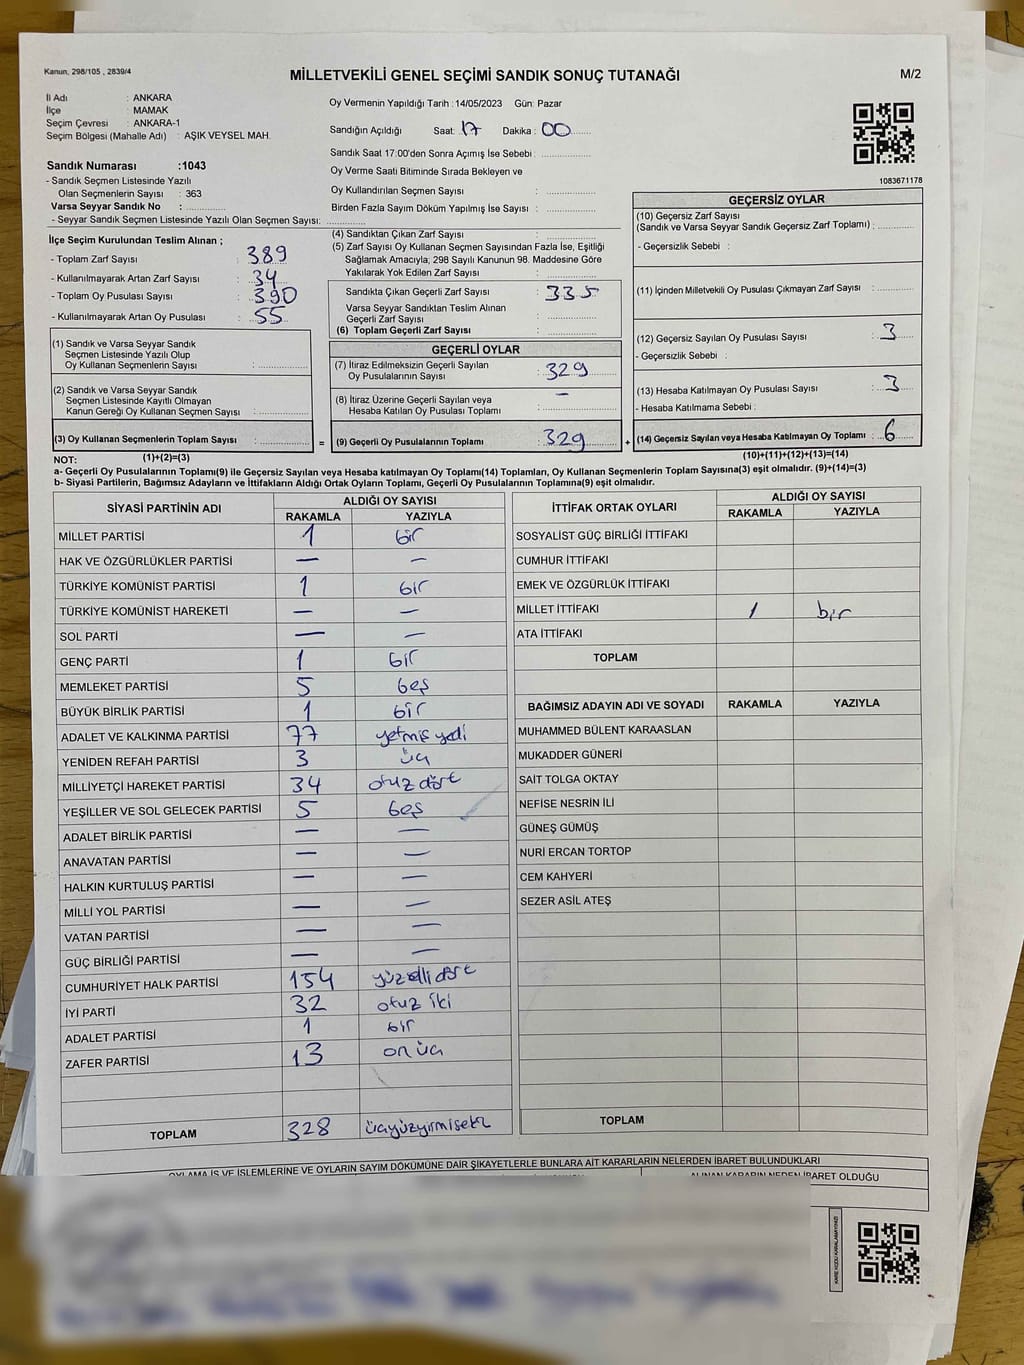 Kanun, 298/105 , 2839/4
MİLLETVEKİLİ GENEL SEÇİMİ SANDIK SONUÇ TUTANAĞI
M/2
İl Adı : ANKARA
İlçe : MAMAK
Seçim Çevresi : ANKARA-1
Seçim Bölgesi (Mahalle Adı) : AŞIK VEYSEL MAH.
Sandık Numarası :1043
- Sandık Seçmen Listesinde Yazılı
Olan Seçmenlerin Sayısı : 363
Varsa Seyyar Sandık No :
- Seyyar Sandık Seçmen Listesinde Yazılı Olan Seçmen Sayısı:
Oy Vermenin Yapıldığı Tarih :14/05/2023 Gün: Pazar
Sandığın Açıldığı Saat: 17 Dakika : 00
Sandık Saat 17:00'den Sonra Açımış İse Sebebi :
Oy Verme Saati Bitiminde Sırada Bekleyen ve
Oy Kullandırılan Seçmen Sayısı :
Birden Fazla Sayım Döküm Yapılmış İse Sayısı :
1083671178
İlçe Seçim Kurulundan Teslim Alınan ;
- Toplam Zarf Sayısı : 389
- Kullanılmayarak Artan Zarf Sayısı : 34
- Toplam Oy Pusulası Sayısı : 390
- Kullanılmayarak Artan Oy Pusulası : 55
(1) Sandık ve Varsa Seyyar Sandık
Seçmen Listesinde Yazılı Olup
Oy Kullanan Seçmenlerin Sayısı :
(2) Sandık ve Varsa Seyyar Sandık
Seçmen Listesinde Kayıtlı Olmayan
Kanun Gereği Oy Kullanan Seçmen Sayısı :
(3) Oy Kullanan Seçmenlerin Toplam Sayısı : =
(4) Sandıktan Çıkan Zarf Sayısı :
(5) Zarf Sayısı Oy Kullanan Seçmen Sayısından Fazla İse, Eşitliği
Sağlamak Amacıyla; 298 Sayılı Kanunun 98. Maddesine Göre
Yakılarak Yok Edilen Zarf Sayısı :
Sandıkta Çıkan Geçerli Zarf Sayısı : 335
Varsa Seyyar Sandıktan Teslim Alınan
Geçerli Zarf Sayısı :
(6) Toplam Geçerli Zarf Sayısı :
GEÇERLİ OYLAR
(7) İtiraz Edilmeksizin Geçerli Sayılan
Oy Pusulalarının Sayısı : 329
(8) İtiraz Üzerine Geçerli Sayılan veya
Hesaba Katılan Oy Pusulası Toplamı : —
(9) Geçerli Oy Pusulalarının Toplamı : 329 +
GEÇERSİZ OYLAR
(10) Geçersiz Zarf Sayısı
(Sandık ve Varsa Seyyar Sandık Geçersiz Zarf Toplamı) :
- Geçersizlik Sebebi :
(11) İçinden Milletvekili Oy Pusulası Çıkmayan Zarf Sayısı :
(12) Geçersiz Sayılan Oy Pusulası Sayısı : 3
- Geçersizlik Sebebi :
(13) Hesaba Katılmayan Oy Pusulası Sayısı : 3
- Hesaba Katılmama Sebebi :
(14) Geçersiz Sayılan veya Hesaba Katılmayan Oy Toplamı : 6
NOT: (1)+(2)=(3)
(10)+(11)+(12)+(13)=(14)
a- Geçerli Oy Pusulalarının Toplamı(9) ile Geçersiz Sayılan veya Hesaba katılmayan Oy Toplamı(14) Toplamları, Oy Kullanan Seçmenlerin Toplam Sayısına(3) eşit olmalıdır. (9)+(14)=(3)
b- Siyasi Partilerin, Bağımsız Adayların ve İttifakların Aldığı Ortak Oyların Toplamı, Geçerli Oy Pusulalarının Toplamına(9) eşit olmalıdır.
SİYASİ PARTİNİN ADI ALDIĞI OY SAYISI
RAKAMLA YAZIYLA
MİLLET PARTİSİ 1 bir
HAK VE ÖZGÜRLÜKLER PARTİSİ — —
TÜRKİYE KOMÜNİST PARTİSİ 1 bir
TÜRKİYE KOMÜNİST HAREKETİ — —
SOL PARTİ — —
GENÇ PARTİ 1 bir
MEMLEKET PARTİSİ 5 beş
BÜYÜK BİRLİK PARTİSİ 1 bir
ADALET VE KALKINMA PARTİSİ 77 yetmiş yedi
YENİDEN REFAH PARTİSİ 3 üç
MİLLİYETÇİ HAREKET PARTİSİ 34 otuz dört
YEŞİLLER VE SOL GELECEK PARTİSİ 5 beş
ADALET BİRLİK PARTİSİ — —
ANAVATAN PARTİSİ — —
HALKIN KURTULUŞ PARTİSİ — —
MİLLİ YOL PARTİSİ — —
VATAN PARTİSİ — —
GÜÇ BİRLİĞİ PARTİSİ — —
CUMHURİYET HALK PARTİSİ 154 yüzelli dört
İYİ PARTİ 32 otuz iki
ADALET PARTİSİ 1 bir
ZAFER PARTİSİ 13 on üç
TOPLAM 328 üçyüzyirmisekz
İTTİFAK ORTAK OYLARI ALDIĞI OY SAYISI
RAKAMLA YAZIYLA
SOSYALİST GÜÇ BİRLİĞİ İTTİFAKI
CUMHUR İTTİFAKI
EMEK VE ÖZGÜRLÜK İTTİFAKI
MİLLET İTTİFAKI 1 bir
ATA İTTİFAKI
TOPLAM
BAĞIMSIZ ADAYIN ADI VE SOYADI RAKAMLA YAZIYLA
MUHAMMED BÜLENT KARAASLAN
MUKADDER GÜNERİ
SAİT TOLGA OKTAY
NEFİSE NESRİN İLİ
GÜNEŞ GÜMÜŞ
NURİ ERCAN TORTOP
CEM KAHYERİ
SEZER ASİL ATEŞ
TOPLAM
OYLAMA İŞ VE İŞLEMLERİNE VE OYLARIN SAYIM DÖKÜMÜNE DAİR ŞİKAYETLERLE BUNLARA AİT KARARLARIN NELERDEN İBARET BULUNDUKLARI
ALINAN KARARIN NEDEN İBARET OLDUĞU
KARE KODU KARALAMAYINIZ!